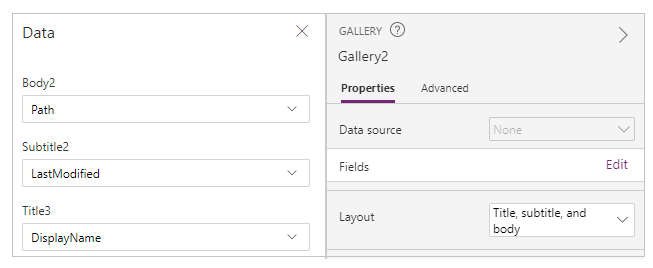 Data
Body2
Path
Subtitle2
LastModified
Title3
DisplayName
GALLERY ?
Gallery2
Properties Advanced
Data source None
Fields Edit
Layout Title, subtitle, and
body